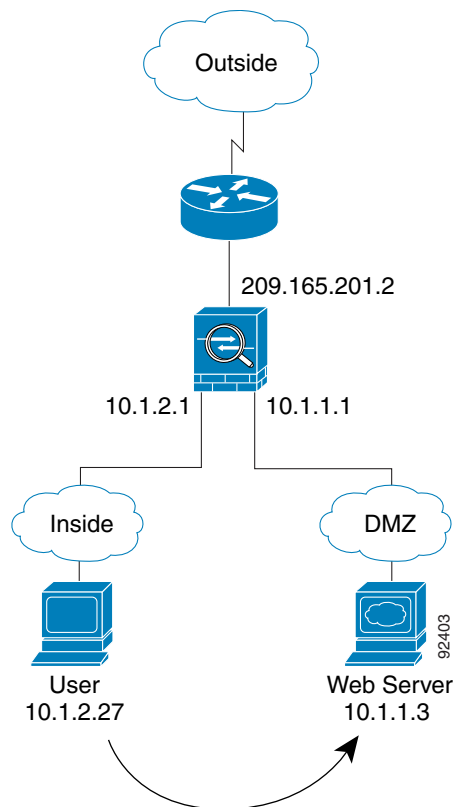 Outside
209.165.201.2
10.1.2.1
10.1.1.1
Inside
DMZ
User
10.1.2.27
Web Server
10.1.1.3
92403